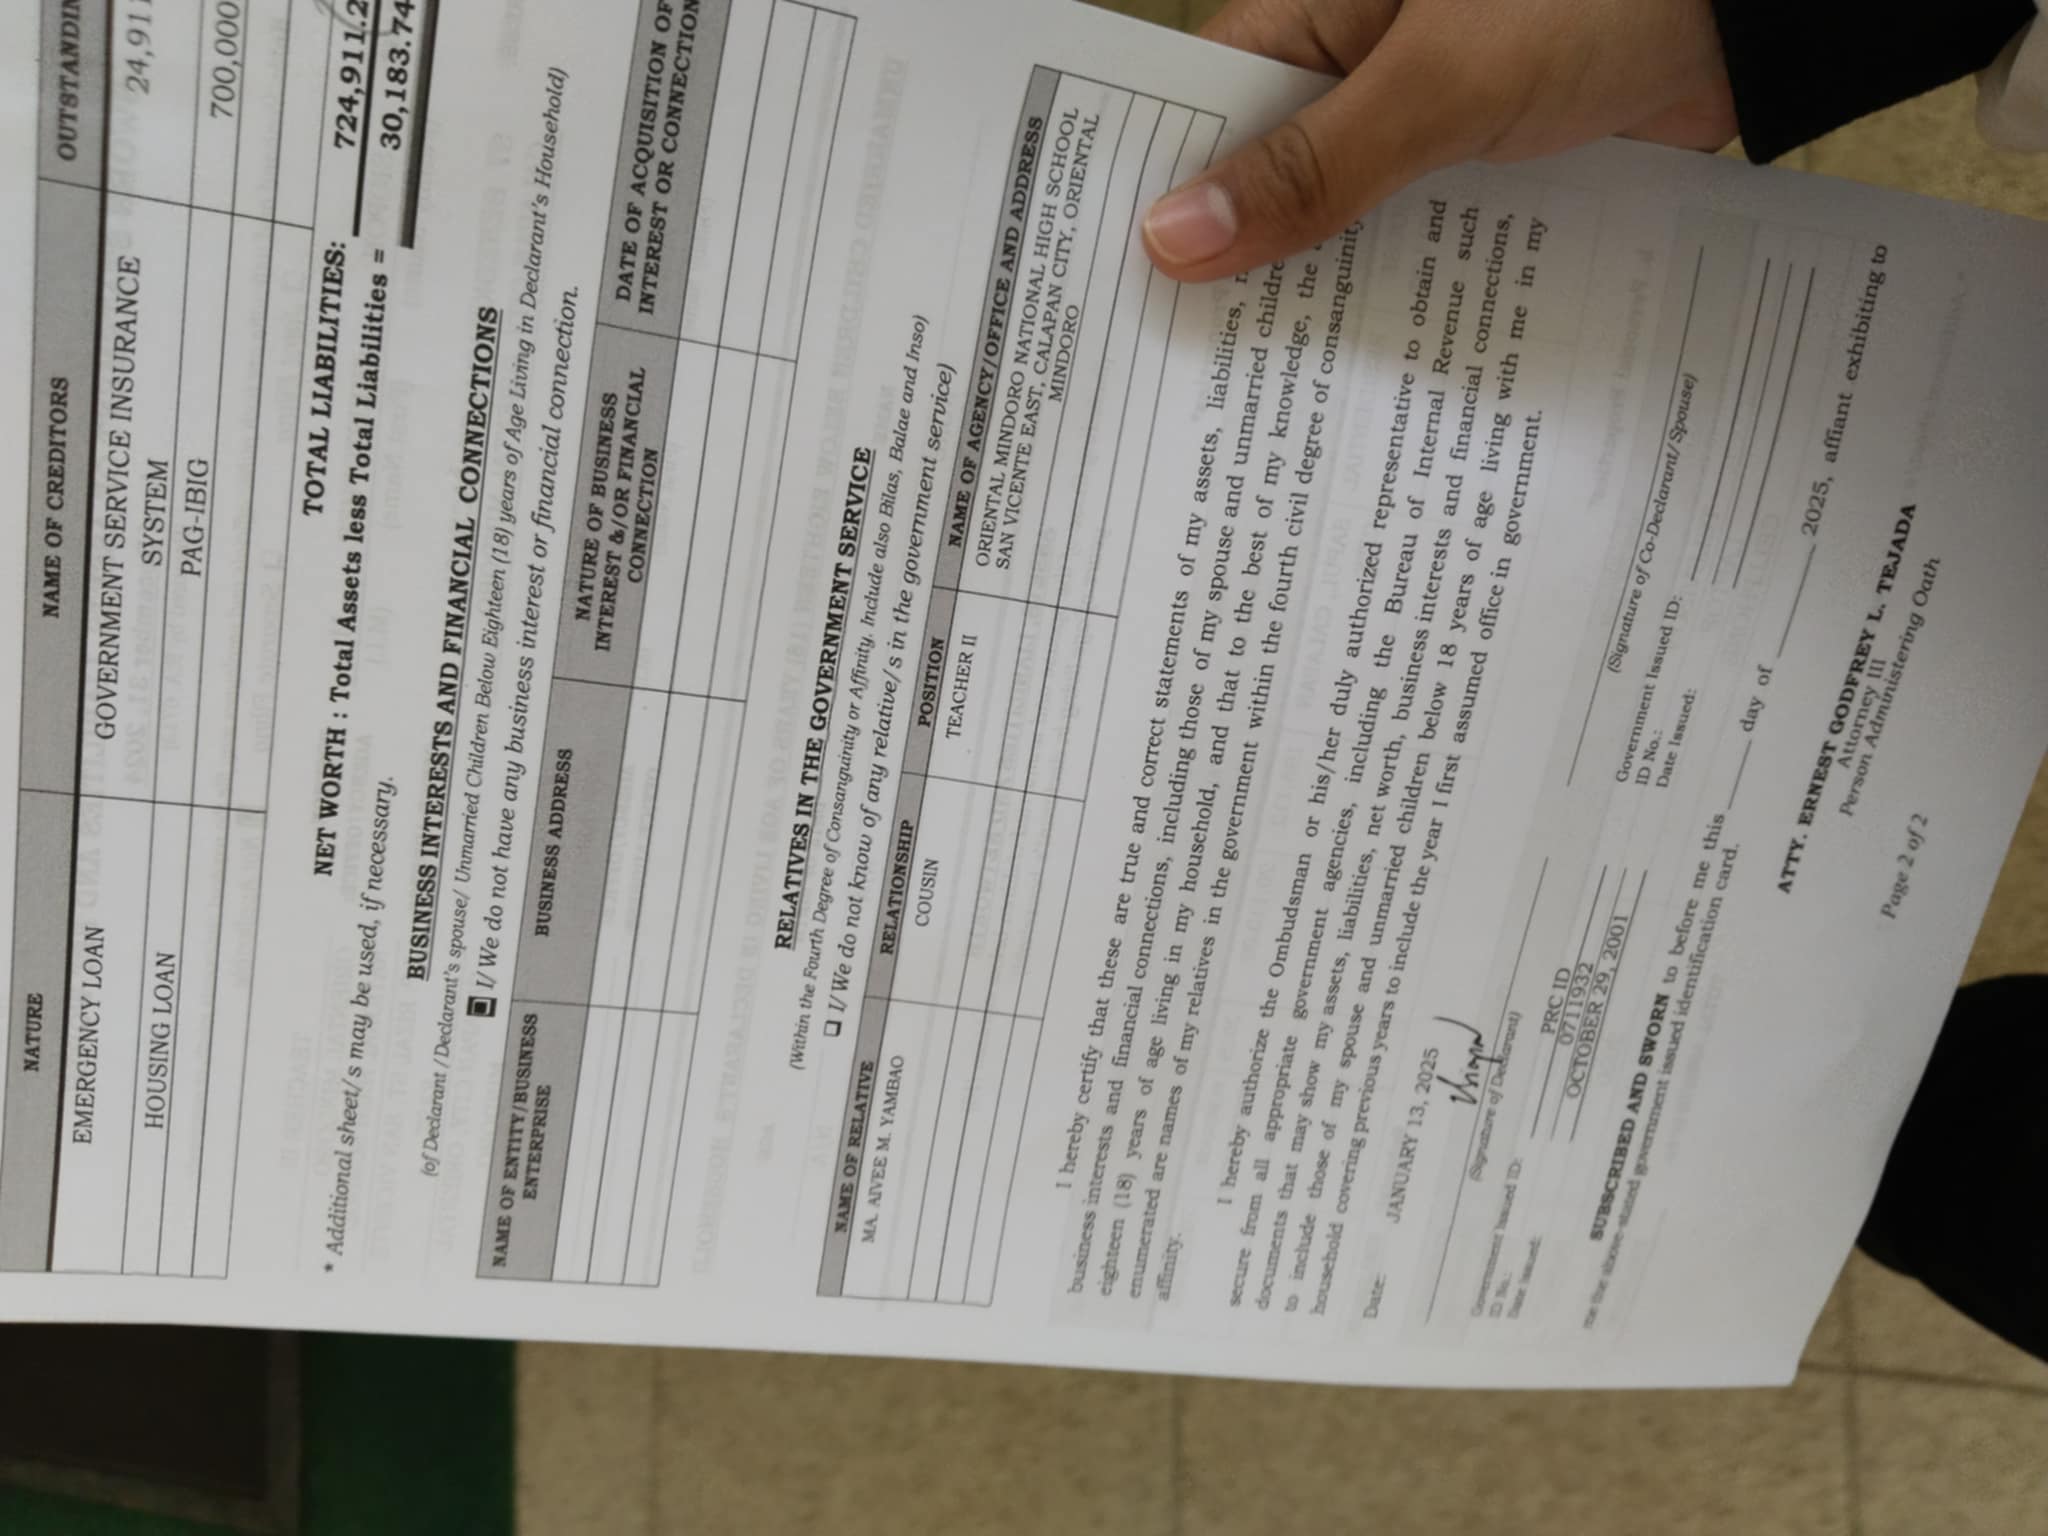 NATURE NAME OF CREDITORS OUTSTANDIN
EMERGENCY LOAN GOVERNMENT SERVICE INSURANCE SYSTEM 24,911
HOUSING LOAN PAG-IBIG 700,000
TOTAL LIABILITIES: 724,911.2
NET WORTH : Total Assets less Total Liabilities = 30,183.74
* Additional sheet/s may be used, if necessary.
BUSINESS INTERESTS AND FINANCIAL CONNECTIONS
(of Declarant /Declarant's spouse/ Unmarried Children Below Eighteen (18) years of Age Living in Declarant's Household)
I/We do not have any business interest or financial connection.
NAME OF ENTITY/BUSINESS ENTERPRISE BUSINESS ADDRESS NATURE OF BUSINESS INTEREST &/OR FINANCIAL CONNECTION DATE OF ACQUISITION OF INTEREST OR CONNECTION
RELATIVES IN THE GOVERNMENT SERVICE
(Within the Fourth Degree of Consanguinity or Affinity. Include also Bilas, Balae and Inso)
I/We do not know of any relative/s in the government service)
NAME OF RELATIVE RELATIONSHIP POSITION NAME OF AGENCY/OFFICE AND ADDRESS
MA. AIVEE M. YAMBAO COUSIN TEACHER II ORIENTAL MINDORO NATIONAL HIGH SCHOOL
SAN VICENTE EAST, CALAPAN CITY, ORIENTAL
MINDORO
I hereby certify that these are true and correct statements of my assets, liabilities,
business interests and financial connections, including those of my spouse and unmarried childre
eighteen (18) years of age living in my household, and that to the best of my knowledge, the
enumerated are names of my relatives in the government within the fourth civil degree of consanguinity
affinity.
I hereby authorize the Ombudsman or his/her duly authorized representative to obtain and
secure from all appropriate government agencies, including the Bureau of Internal Revenue such
documents that may show my assets, liabilities, net worth, business interests and financial connections,
to include those of my spouse and unmarried children below 18 years of age living with me in my
household covering previous years to include the year I first assumed office in government.
Date: JANUARY 13, 2025
(Signature of Declarant) (Signature of Co-Declarant/Spouse)
Government Issued ID: PRC ID Government Issued ID:
ID No.: 0711932 ID No.:
Date Issued: OCTOBER 29, 2001 Date Issued:
SUBSCRIBED AND SWORN to before me this day of 2025, affiant exhibiting to
me the above-stated government issued identification card.
ATTY. ERNEST GODFREY L. TEJADA
Attorney III
Person Administering Oath
Page 2 of 2